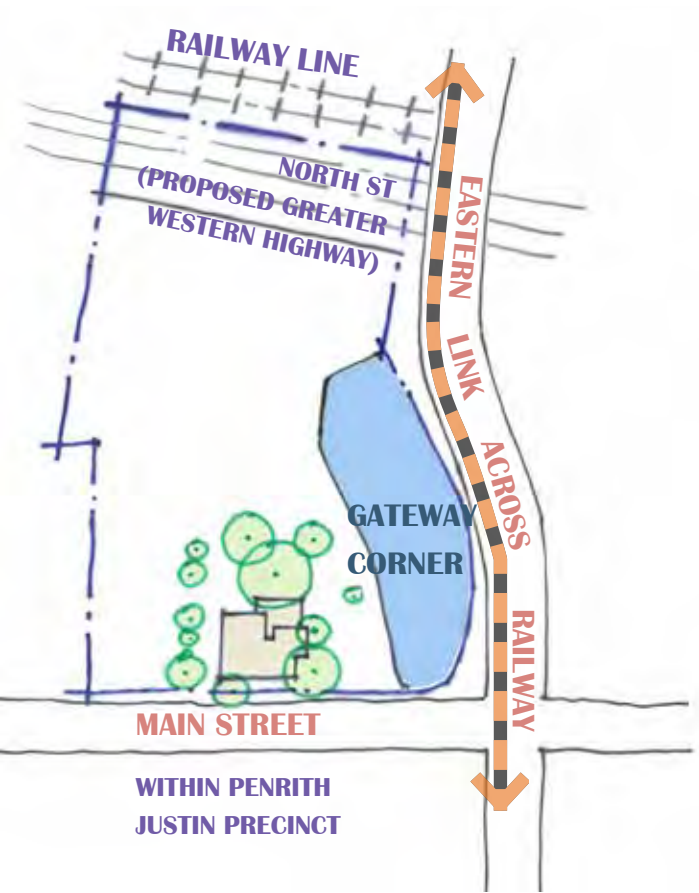 RAILWAY LINE
NORTH ST
(PROPOSED GREATER
WESTERN HIGHWAY)
EASTERN LINK ACROSS RAILWAY
GATEWAY
CORNER
MAIN STREET
WITHIN PENRITH
JUSTIN PRECINCT